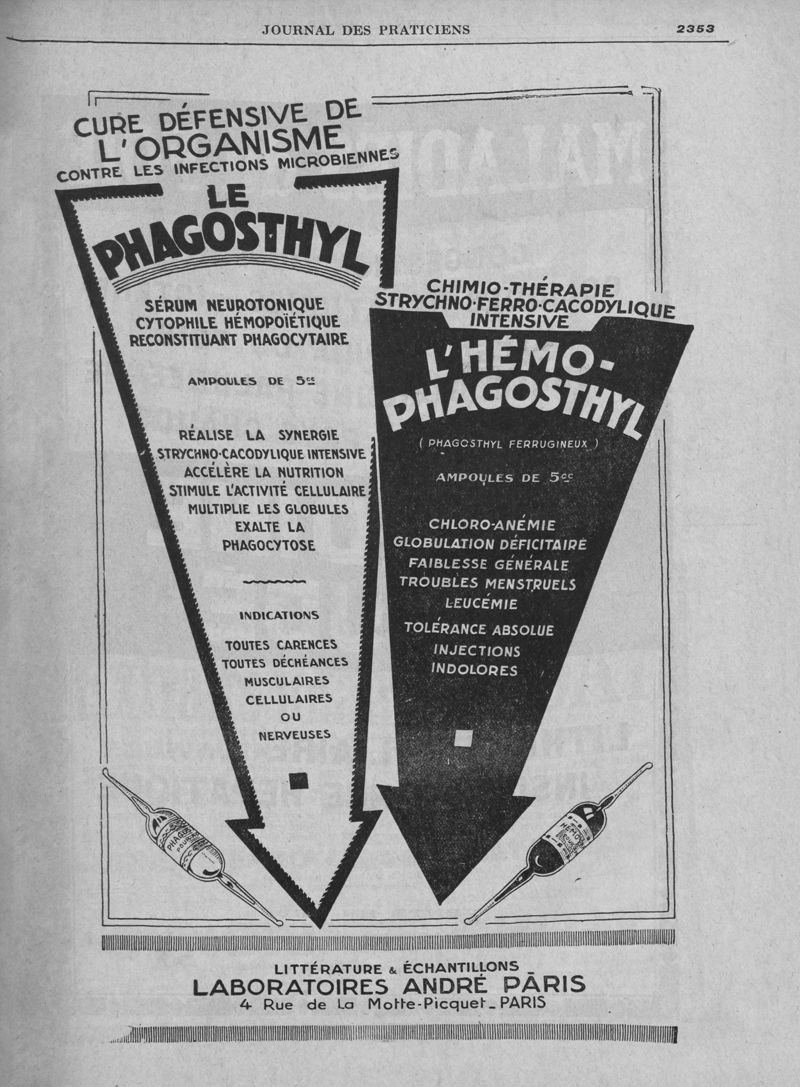 JOURNAL DES PRATICIENS
2353
CURE DÉFENSIVE DE
L'ORGANISME
CONTRE LES INFECTIONS MICROBIENNES
LE
PHAGOSTHYL
SÉRUM NEUROTONIQUE
CYTOPHILE HÉMOPOÏÉTIQUE
RECONSTITUANT PHAGOCYTAIRE
AMPOULES DE 5cc
RÉALISE LA SYNERGIE
STRYCHNO-CACODYLIQUE INTENSIVE
ACCÉLÈRE LA NUTRITION
STIMULE L'ACTIVITÉ CELLULAIRE
MULTIPLIE LES GLOBULES
EXALTE LA
PHAGOCYTOSE
INDICATIONS
TOUTES CARENCES
TOUTES DÉCHÉANCES
MUSCULAIRES
CELLULAIRES
OU
NERVEUSES
CHIMIO-THÉRAPIE
STRYCHNO-FERRO-CACODYLIQUE
INTENSIVE
L'HÉMO-
PHAGOSTHYL
(PHAGOSTHYL FERRUGINEUX)
AMPOULES DE 5cc
CHLORO-ANÉMIE
GLOBULATION DÉFICITAIRE
FAIBLESSE GÉNÉRALE
TROUBLES MENSTRUELS
LEUCÉMIE
TOLÉRANCE ABSOLUE
INJECTIONS
INDOLORES
LITTÉRATURE & ÉCHANTILLONS
LABORATOIRES ANDRÉ PÂRIS
4 Rue de La Motte-Picquet_PARIS